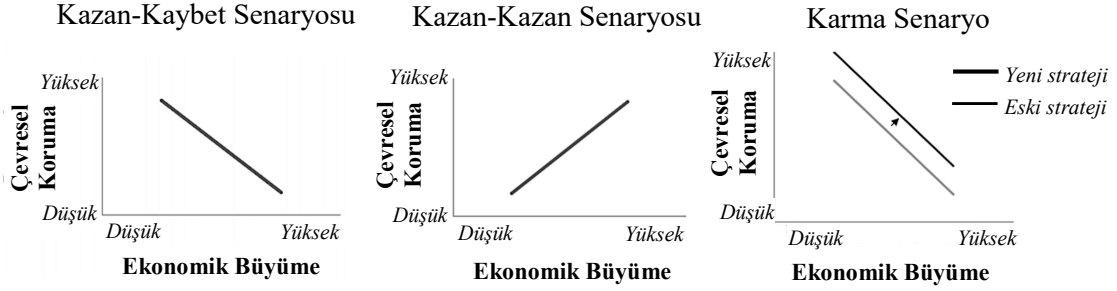 Kazan-Kaybet Senaryosu
Yüksek
Çevresel
Koruma
Düşük
Düşük
Yüksek
Ekonomik Büyüme
Kazan-Kazan Senaryosu
Yüksek
Çevresel
Koruma
Düşük
Düşük
Yüksek
Ekonomik Büyüme
Karma Senaryo
Yüksek
Çevresel
Koruma
Düşük
Düşük
Yüksek
Ekonomik Büyüme
Yeni strateji
Eski strateji